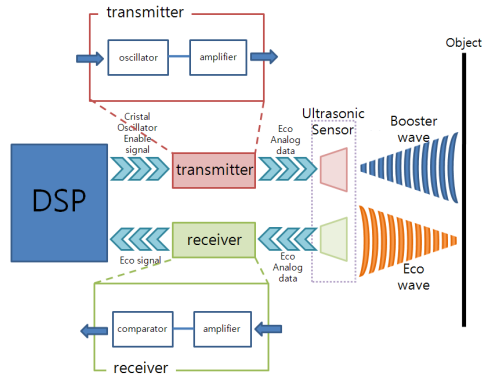 transmitter
oscillator
amplifier
Object
Cristal
Oscillator
Enable
signal
Eco
Analog
data
Ultrasonic
Sensor
Booster
wave
DSP
transmitter
receiver
Eco signal
Eco
Analog
data
Eco
wave
comparator
amplifier
receiver